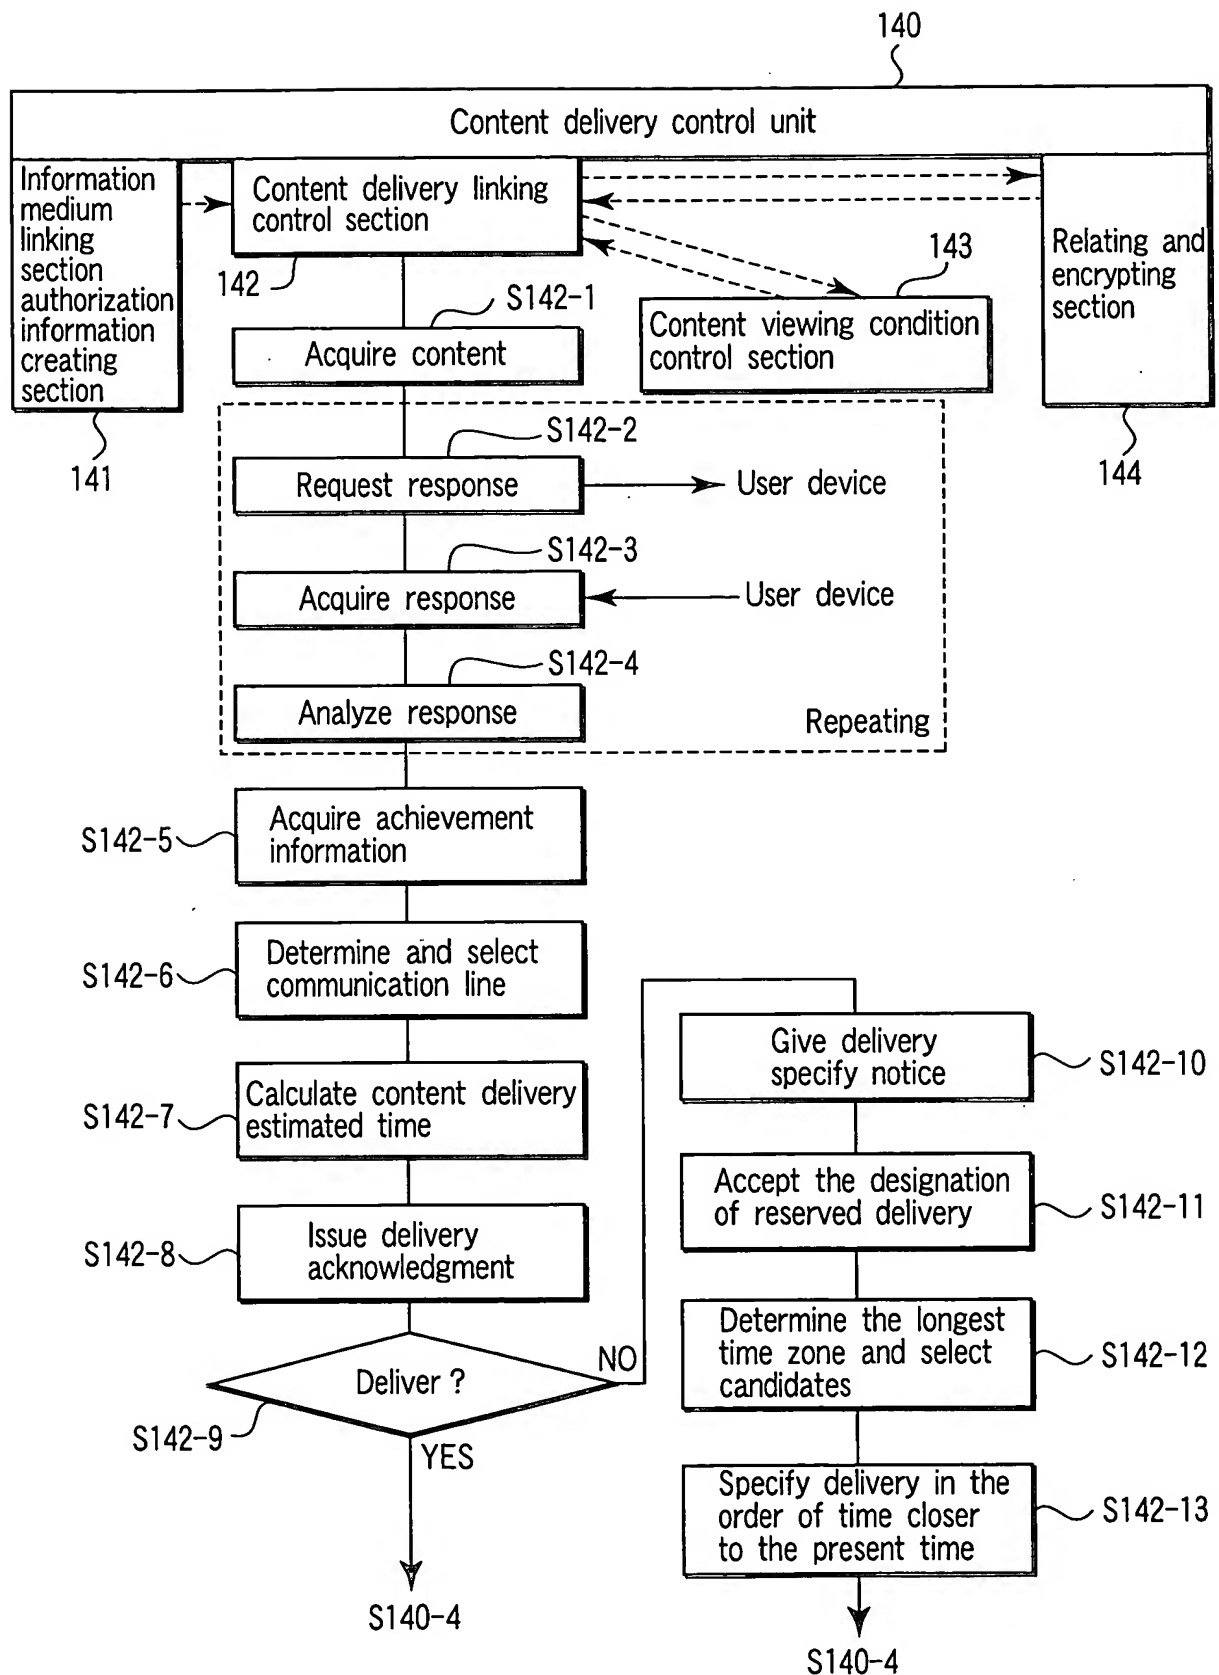 140
Content delivery control unit
Information
medium
linking
section
authorization
information
creating
section
141
Content delivery linking
control section
142
143
Content viewing condition
control section
Relating and
encrypting
section
144
S142-1
Acquire content
S142-2
Request response
User device
S142-3
Acquire response
User device
S142-4
Analyze response
Repeating
S142-5
Acquire achievement
information
S142-6
Determine and select
communication line
S142-7
Calculate content delivery
estimated time
S142-8
Issue delivery
acknowledgment
Deliver ?
NO
S142-9
YES
S140-4
Give delivery
specify notice
S142-10
Accept the designation
of reserved delivery
S142-11
Determine the longest
time zone and select
candidates
S142-12
Specify delivery in the
order of time closer
to the present time
S142-13
S140-4